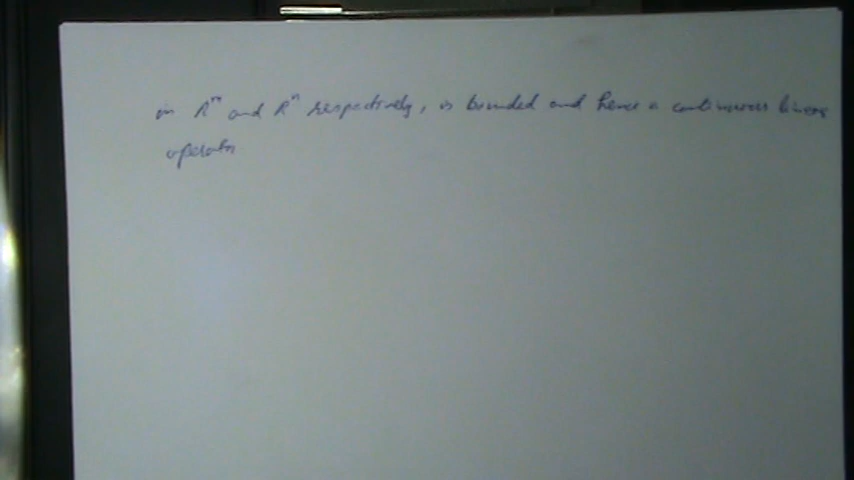 in R^m and R^n respectively, is bounded and hence a continuous linear
operator